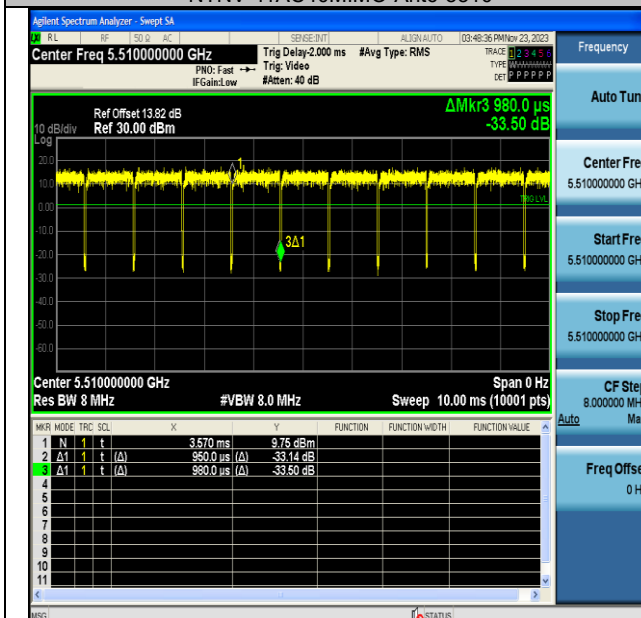 Agilent Spectrum Analyzer - Swept SA
RL RF 50 Ω AC SENSE:INT ALIGN AUTO 03:48:36 PM Nov 23, 2023
Center Freq 5.510000000 GHz
PNO: Fast
IFGain:Low
Trig Delay-2.000 ms
Trig: Video
#Atten: 40 dB
#Avg Type: RMS
TRACE 1 2 3 4 5 6
TYPE
DET P P P P P P
Frequency
Auto Tun
Center Fre
5.510000000 GH
Start Fre
5.510000000 GH
Stop Fre
5.510000000 GH
CF Ste
8.000000 MH
Auto Ma
Freq Offse
0 H
Ref Offset 13.82 dB
10 dB/div Ref 30.00 dBm
Log
ΔMkr3 980.0 µs
-33.50 dB
20.0
10.0
0.00
-10.0
-20.0
-30.0
-40.0
-50.0
-60.0
1
TRIG LVL
3Δ1
Center 5.510000000 GHz Span 0 Hz
Res BW 8 MHz #VBW 8.0 MHz Sweep 10.00 ms (10001 pts)
MKR MODE TRC SCL X Y FUNCTION FUNCTION WIDTH FUNCTION VALUE
1 N 1 t 3.570 ms 9.75 dBm
2 Δ1 1 t (Δ) 950.0 µs (Δ) -33.14 dB
3 Δ1 1 t (Δ) 980.0 µs (Δ) -33.50 dB
4
5
6
7
8
9
10
11
MSG STATUS